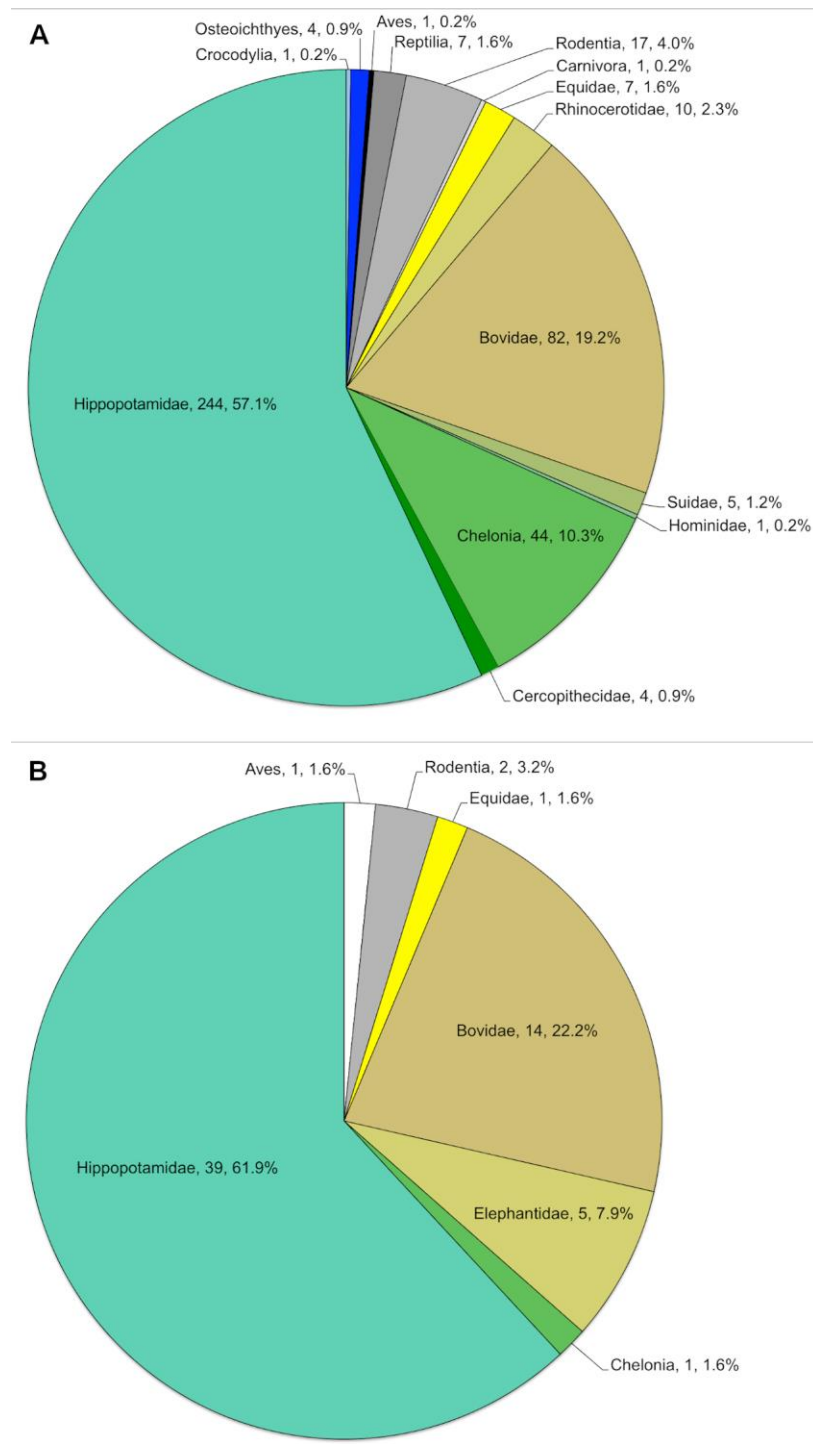 A
Osteoichthyes, 4, 0.9%
Aves, 1, 0.2%
Crocodylia, 1, 0.2%
Reptilia, 7, 1.6%
Rodentia, 17, 4.0%
Carnivora, 1, 0.2%
Equidae, 7, 1.6%
Rhinocerotidae, 10, 2.3%
Bovidae, 82, 19.2%
Hippopotamidae, 244, 57.1%
Suidae, 5, 1.2%
Hominidae, 1, 0.2%
Chelonia, 44, 10.3%
Cercopithecidae, 4, 0.9%
B
Aves, 1, 1.6%
Rodentia, 2, 3.2%
Equidae, 1, 1.6%
Bovidae, 14, 22.2%
Hippopotamidae, 39, 61.9%
Elephantidae, 5, 7.9%
Chelonia, 1, 1.6%